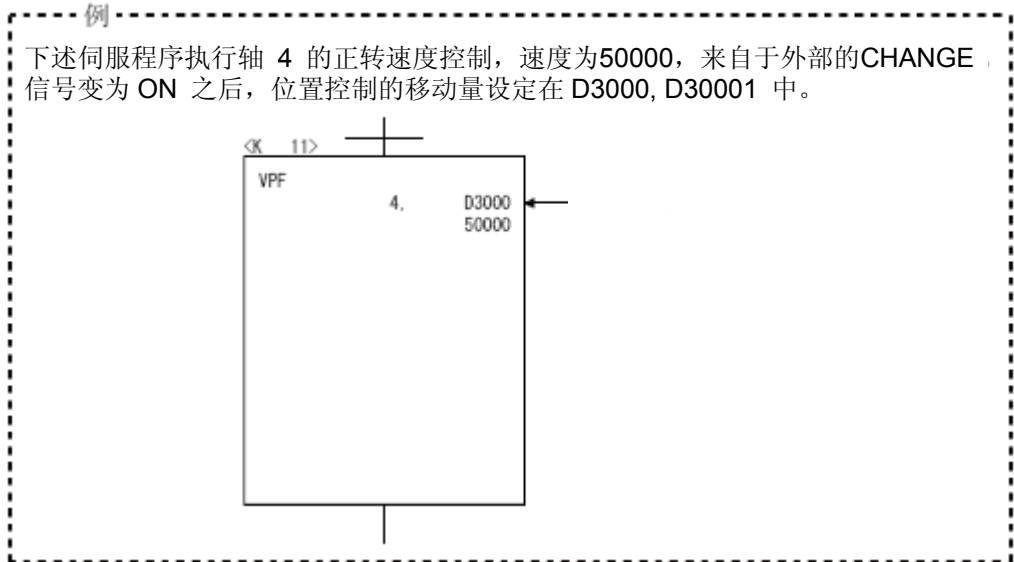 例
下述伺服程序执行轴 4 的正转速度控制，速度为50000，来自于外部的CHANGE
信号变为 ON 之后，位置控制的移动量设定在 D3000, D30001 中。
<K 11>
VPF
4, D3000
50000